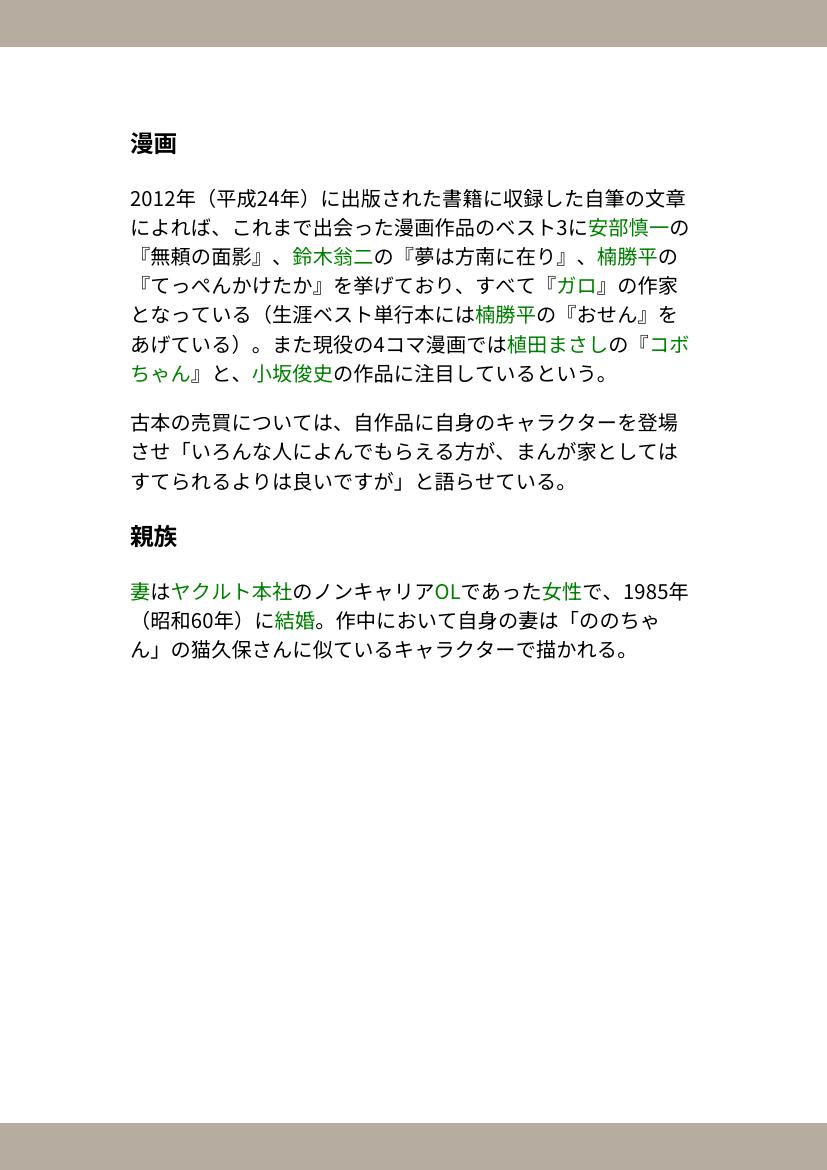 漫画
2012年（平成24年）に出版された書籍に収録した自筆の文章
によれば、これまで出会った漫画作品のベスト3に安部慎一の
『無頼の面影』、鈴木翁二の『夢は方南に在り』、楠勝平の
『てっぺんかけたか』を挙げており、すべて『ガロ』の作家
となっている（生涯ベスト単行本には楠勝平の『おせん』を
あげている）。また現役の4コマ漫画では植田まさしの『コボ
ちゃん』と、小坂俊史の作品に注目しているという。
古本の売買については、自作品に自身のキャラクターを登場
させ「いろんな人によんでもらえる方が、まんが家としては
すてられるよりは良いですが」と語らせている。
親族
妻はヤクルト本社のノンキャリアOLであった女性で、1985年
（昭和60年）に結婚。作中において自身の妻は「ののちゃ
ん」の猫久保さんに似ているキャラクターで描かれる。